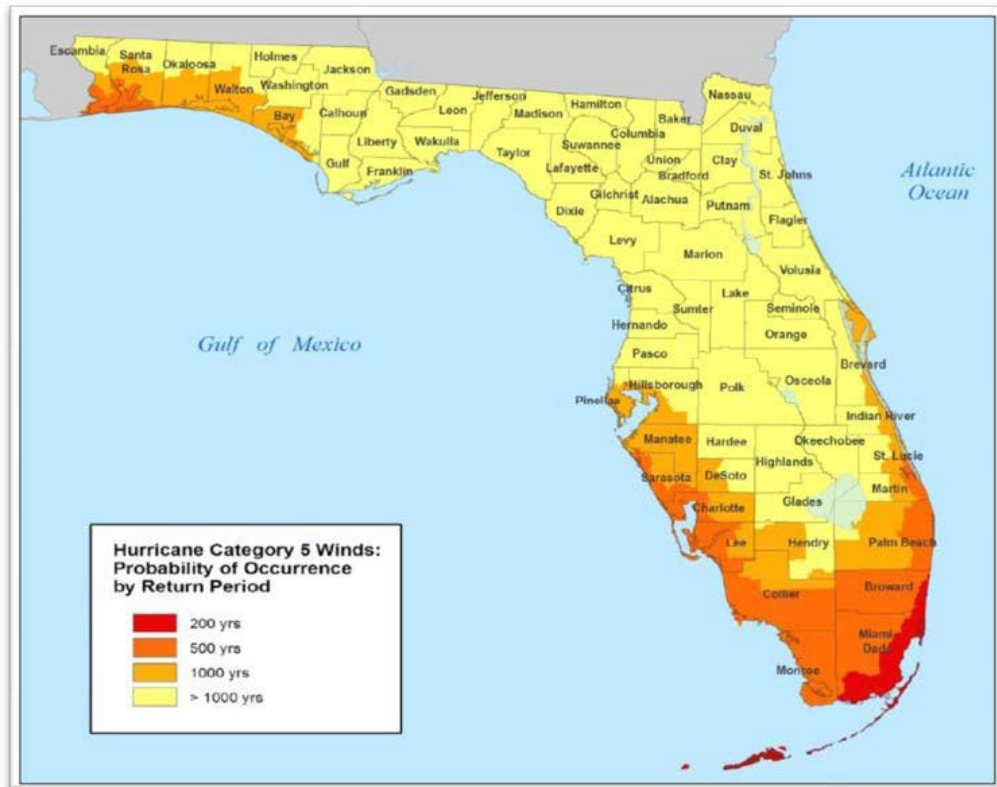 Escambia
Santa
Rosa
Okaloosa
Holmes
Walton
Washington
Jackson
Bay
Calhoun
Gulf
Liberty
Gadsden
Franklin
Leon
Wakulla
Jefferson
Madison
Taylor
Hamilton
Suwannee
Lafayette
Dixie
Columbia
Gilchrist
Baker
Union
Bradford
Alachua
Nassau
Duval
Clay
St. Johns
Putnam
Flagler
Levy
Marion
Volusia
Citrus
Sumter
Lake
Seminole
Hernando
Orange
Pasco
Brevard
Pinellas
Hillsborough
Polk
Osceola
Indian River
Manatee
Hardee
Okeechobee
Highlands
St. Lucie
Sarasota
DeSoto
Martin
Charlotte
Glades
Lee
Hendry
Palm Beach
Collier
Broward
Miami
Dade
Monroe
Atlantic
Ocean
Gulf of Mexico
Hurricane Category 5 Winds:
Probability of Occurrence
by Return Period
200 yrs
500 yrs
1000 yrs
> 1000 yrs